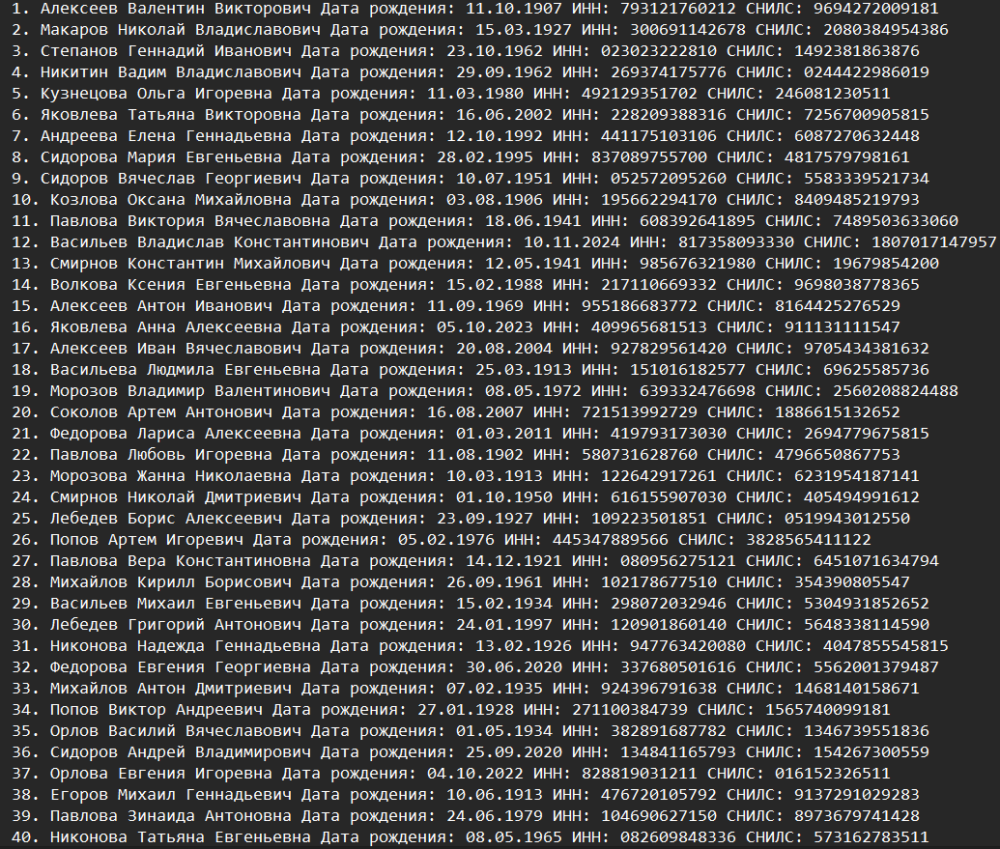 1. Алексеев Валентин Викторович Дата рождения: 11.10.1907 ИНН: 793121760212 СНИЛС: 9694272009181
2. Макаров Николай Владиславович Дата рождения: 15.03.1927 ИНН: 300691142678 СНИЛС: 2080384954386
3. Степанов Геннадий Иванович Дата рождения: 23.10.1962 ИНН: 023023222810 СНИЛС: 1492381863876
4. Никитин Вадим Владиславович Дата рождения: 29.09.1962 ИНН: 269374175776 СНИЛС: 0244422986019
5. Кузнецова Ольга Игоревна Дата рождения: 11.03.1980 ИНН: 492129351702 СНИЛС: 246081230511
6. Яковлева Татьяна Викторовна Дата рождения: 16.06.2002 ИНН: 228209388316 СНИЛС: 7256700905815
7. Андреева Елена Геннадьевна Дата рождения: 12.10.1992 ИНН: 441175103106 СНИЛС: 6087270632448
8. Сидорова Мария Евгеньевна Дата рождения: 28.02.1995 ИНН: 837089755700 СНИЛС: 4817579798161
9. Сидоров Вячеслав Георгиевич Дата рождения: 10.07.1951 ИНН: 052572095260 СНИЛС: 5583339521734
10. Козлова Оксана Михайловна Дата рождения: 03.08.1906 ИНН: 195662294170 СНИЛС: 8409485219793
11. Павлова Виктория Вячеславовна Дата рождения: 18.06.1941 ИНН: 608392641895 СНИЛС: 7489503633060
12. Васильев Владислав Константинович Дата рождения: 10.11.2024 ИНН: 817358093330 СНИЛС: 1807017147957
13. Смирнов Константин Михайлович Дата рождения: 12.05.1941 ИНН: 985676321980 СНИЛС: 19679854200
14. Волкова Ксения Евгеньевна Дата рождения: 15.02.1988 ИНН: 217110669332 СНИЛС: 9698038778365
15. Алексеев Антон Иванович Дата рождения: 11.09.1969 ИНН: 955186683772 СНИЛС: 8164425276529
16. Яковлева Анна Алексеевна Дата рождения: 05.10.2023 ИНН: 409965681513 СНИЛС: 911131111547
17. Алексеев Иван Вячеславович Дата рождения: 20.08.2004 ИНН: 927829561420 СНИЛС: 9705434381632
18. Васильева Людмила Евгеньевна Дата рождения: 25.03.1913 ИНН: 151016182577 СНИЛС: 69625585736
19. Морозов Владимир Валентинович Дата рождения: 08.05.1972 ИНН: 639332476698 СНИЛС: 2560208824488
20. Соколов Артем Антонович Дата рождения: 16.08.2007 ИНН: 721513992729 СНИЛС: 1886615132652
21. Федорова Лариса Алексеевна Дата рождения: 01.03.2011 ИНН: 419793173030 СНИЛС: 2694779675815
22. Павлова Любовь Игоревна Дата рождения: 11.08.1902 ИНН: 580731628760 СНИЛС: 4796650867753
23. Морозова Жанна Николаевна Дата рождения: 10.03.1913 ИНН: 122642917261 СНИЛС: 6231954187141
24. Смирнов Николай Дмитриевич Дата рождения: 01.10.1950 ИНН: 616155907030 СНИЛС: 405494991612
25. Лебедев Борис Алексеевич Дата рождения: 23.09.1927 ИНН: 109223501851 СНИЛС: 0519943012550
26. Попов Артем Игоревич Дата рождения: 05.02.1976 ИНН: 445347889566 СНИЛС: 3828565411122
27. Павлова Вера Константиновна Дата рождения: 14.12.1921 ИНН: 080956275121 СНИЛС: 6451071634794
28. Михайлов Кирилл Борисович Дата рождения: 26.09.1961 ИНН: 102178677510 СНИЛС: 354390805547
29. Васильев Михаил Евгеньевич Дата рождения: 15.02.1934 ИНН: 298072032946 СНИЛС: 5304931852652
30. Лебедев Григорий Антонович Дата рождения: 24.01.1997 ИНН: 120901860140 СНИЛС: 5648338114590
31. Никонова Надежда Геннадьевна Дата рождения: 13.02.1926 ИНН: 947763420080 СНИЛС: 4047855545815
32. Федорова Евгения Георгиевна Дата рождения: 30.06.2020 ИНН: 337680501616 СНИЛС: 5562001379487
33. Михайлов Антон Дмитриевич Дата рождения: 07.02.1935 ИНН: 924396791638 СНИЛС: 1468140158671
34. Попов Виктор Андреевич Дата рождения: 27.01.1928 ИНН: 271100384739 СНИЛС: 1565740099181
35. Орлов Василий Вячеславович Дата рождения: 01.05.1934 ИНН: 382891687782 СНИЛС: 1346739551836
36. Сидоров Андрей Владимирович Дата рождения: 25.09.2020 ИНН: 134841165793 СНИЛС: 154267300559
37. Орлова Евгения Игоревна Дата рождения: 04.10.2022 ИНН: 828819031211 СНИЛС: 016152326511
38. Егоров Михаил Геннадьевич Дата рождения: 10.06.1913 ИНН: 476720105792 СНИЛС: 9137291029283
39. Павлова Зинаида Антоновна Дата рождения: 24.06.1979 ИНН: 104690627150 СНИЛС: 8973679741428
40. Никонова Татьяна Евгеньевна Дата рождения: 08.05.1965 ИНН: 082609848336 СНИЛС: 573162783511